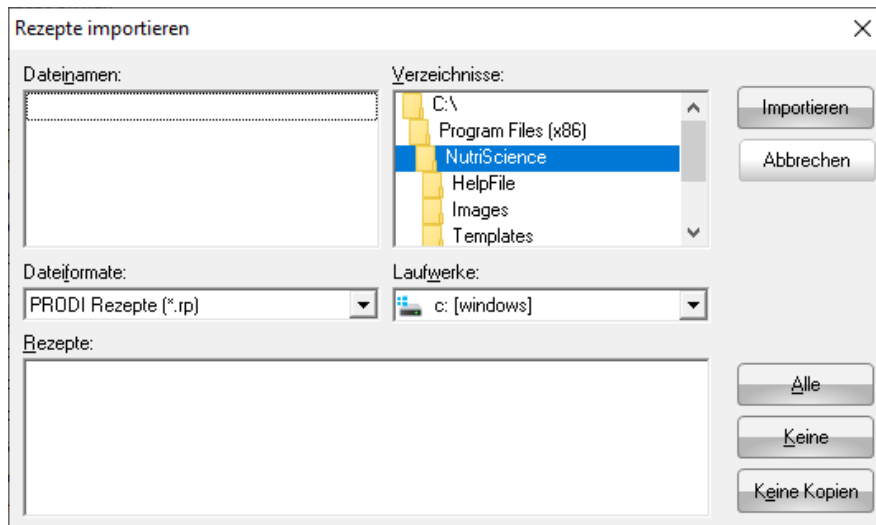 Rezepte importieren
Dateinamen:
Verzeichnisse:
C:\
Program Files (x86)
NutriScience
HelpFile
Images
Templates
Importieren
Abbrechen
Dateiformate:
PRODI Rezepte (*.rp)
Laufwerke:
c: [windows]
Rezepte:
Alle
Keine
Keine Kopien